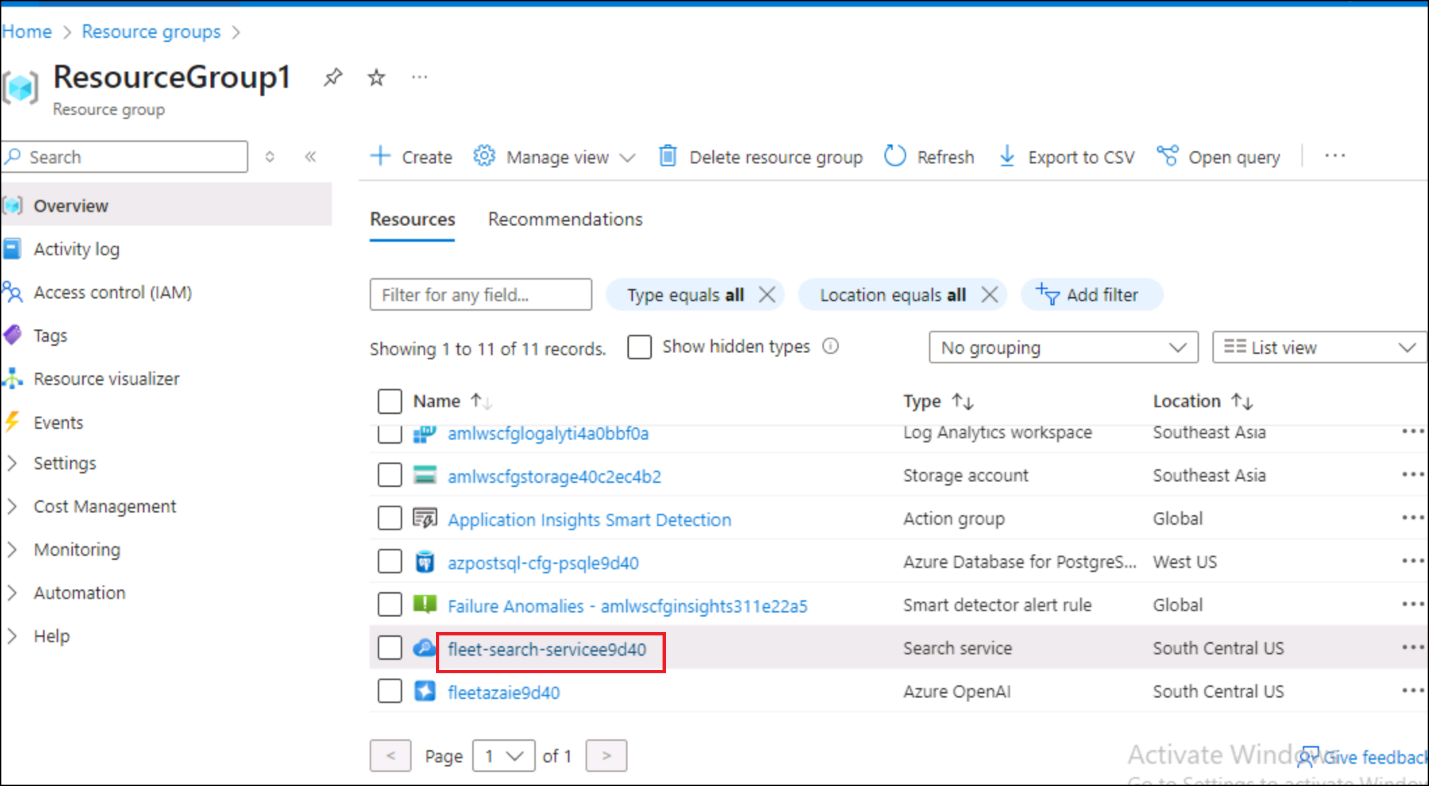 Home > Resource groups >
ResourceGroup1 ...
Resource group
Search
Create Manage view Delete resource group Refresh Export to CSV Open query ...
Overview
Activity log
Access control (IAM)
Tags
Resource visualizer
Events
Settings
Cost Management
Monitoring
Automation
Help
Resources Recommendations
Filter for any field... Type equals all Location equals all Add filter
Showing 1 to 11 of 11 records. Show hidden types No grouping List view
Name Type Location
amlwscfglogalyti4a0bbf0a Log Analytics workspace Southeast Asia
amlwscfgstorage40c2ec4b2 Storage account Southeast Asia
Application Insights Smart Detection Action group Global
azpostsql-cfg-psqle9d40 Azure Database for PostgreS... West US
Failure Anomalies - amlwscfginsights311e22a5 Smart detector alert rule Global
fleet-search-servicee9d40 Search service South Central US
fleetazaie9d40 Azure OpenAI South Central US
< Page 1 of 1 >
Activate Windows
Give feedback
Go to Settings to activate Window